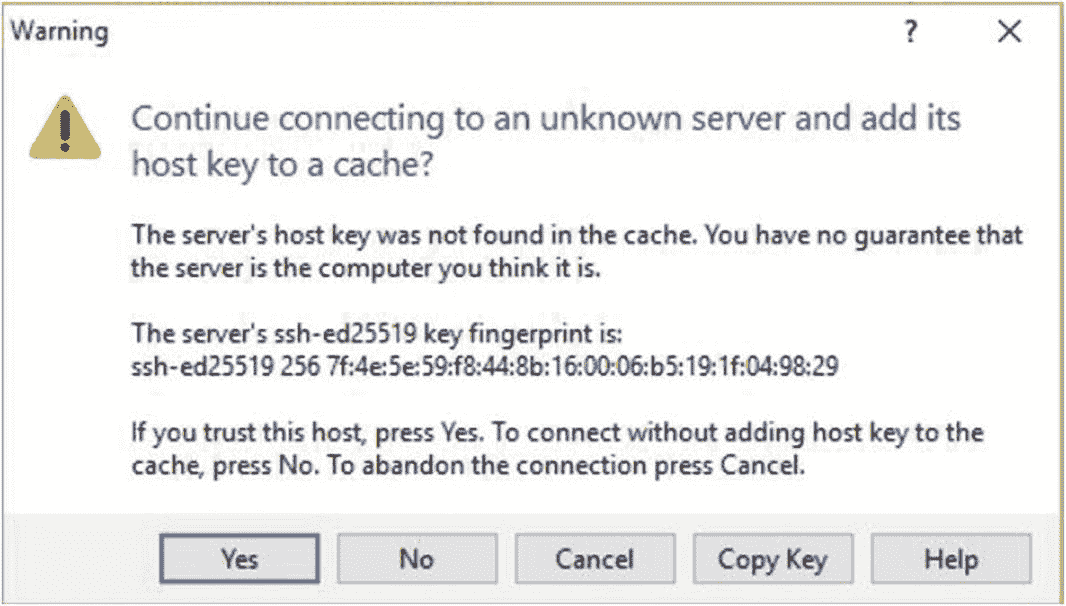 Warning
?
Continue connecting to an unknown server and add its
host key to a cache?
The server's host key was not found in the cache. You have no guarantee that
the server is the computer you think it is.
The server's ssh-ed25519 key fingerprint is:
ssh-ed25519 256 7f:4e:5e:59:f8:44:8b:16:00:06:b5:19:1f:04:98:29
If you trust this host, press Yes. To connect without adding host key to the
cache, press No. To abandon the connection press Cancel.
Yes No Cancel Copy Key Help